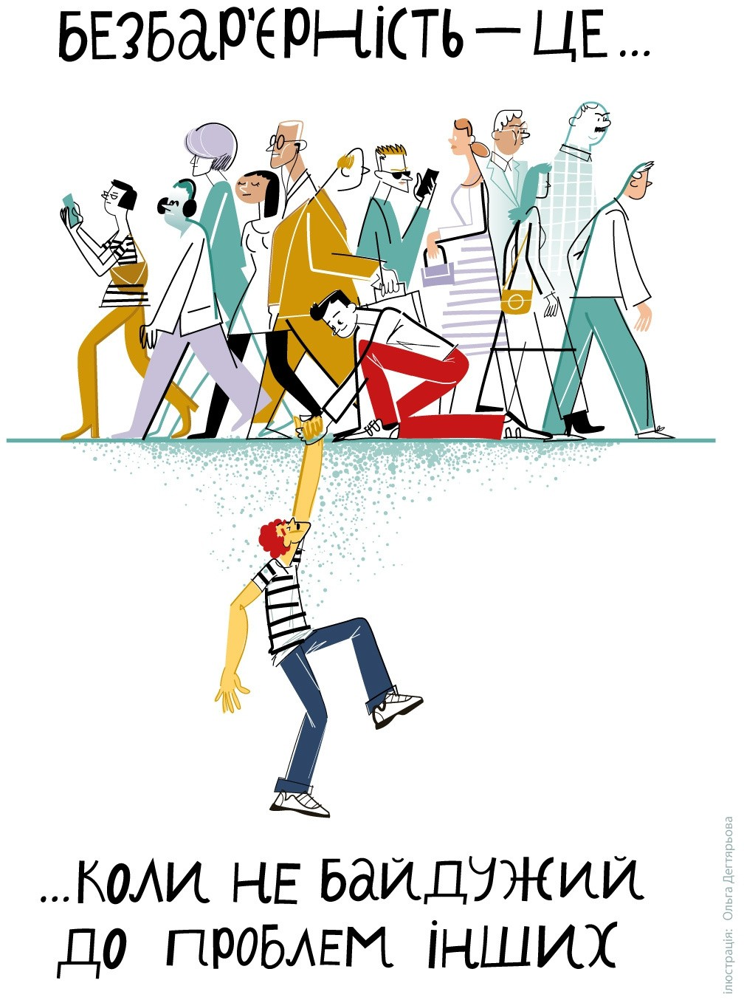 БЕЗБАР'ЄРНІСТЬ — ЦЕ...
...КОЛИ НЕ БАЙДУЖИЙ
ДО ПРОБЛЕМ ІНШИХ
ілюстрація: Ольга Дегтярьова